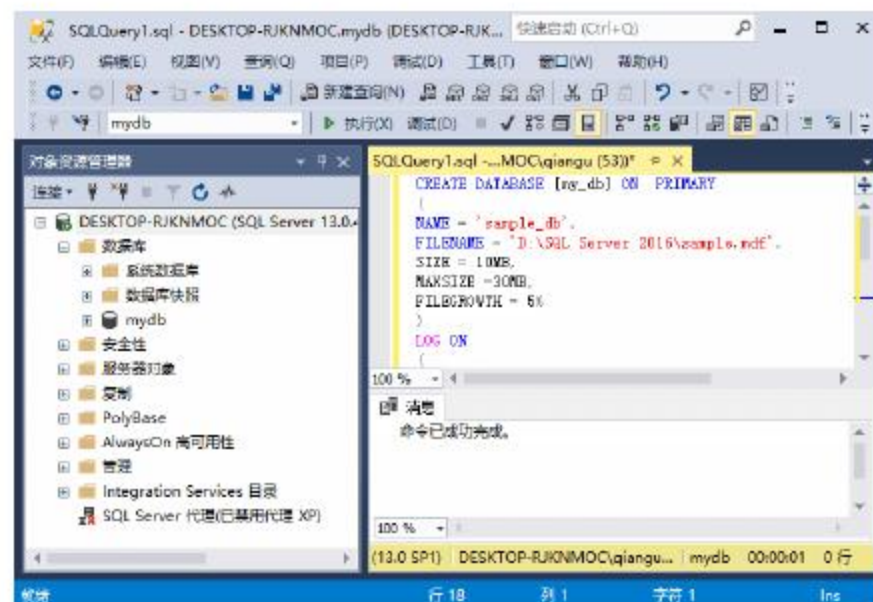 SQLQuery1.sql - DESKTOP-RJKNMOC.mydb (DESKTOP-RJK... 快速启动 (Ctrl+Q)
文件(F) 编辑(E) 视图(V) 查询(Q) 项目(P) 调试(D) 工具(T) 窗口(W) 帮助(H)
新建查询(N)
mydb 执行(X) 调试(D)
对象资源管理器
连接
DESKTOP-RJKNMOC (SQL Server 13.0.
数据库
系统数据库
数据库快照
mydb
安全性
服务器对象
复制
PolyBase
AlwaysOn 高可用性
管理
Integration Services 目录
SQL Server 代理(已禁用代理 XP)
SQLQuery1.sql -...MOC\qiangu (53))*
CREATE DATABASE [my_db] ON PRIMARY
(
NAME = 'sample_db',
FILENAME = 'D:\SQL Server 2016\sample.mdf',
SIZE = 10MB,
MAXSIZE =30MB,
FILEGROWTH = 5%
)
LOG ON
(
100 %
消息
命令已成功完成。
100 %
(13.0 SP1) DESKTOP-RJKNMOC\qiangu... mydb 00:00:01 0 行
就绪 行 18 列 1 字符 1 Ins